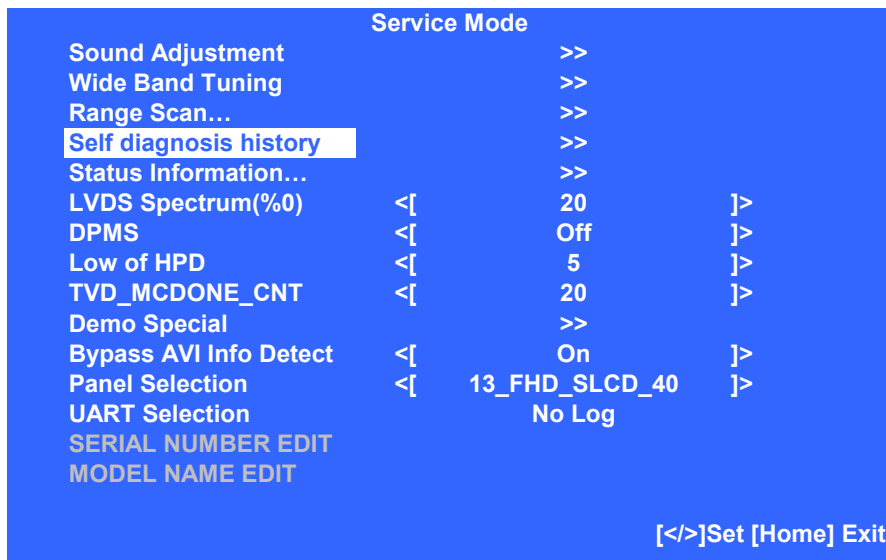 Service Mode
Sound Adjustment >>
Wide Band Tuning >>
Range Scan… >>
Self diagnosis history >>
Status Information… >>
LVDS Spectrum(%0) <[ 20 ]>
DPMS <[ Off ]>
Low of HPD <[ 5 ]>
TVD_MCDONE_CNT <[ 20 ]>
Demo Special >>
Bypass AVI Info Detect <[ On ]>
Panel Selection <[ 13_FHD_SLCD_40 ]>
UART Selection No Log
SERIAL NUMBER EDIT
MODEL NAME EDIT
[</>]Set [Home] Exit